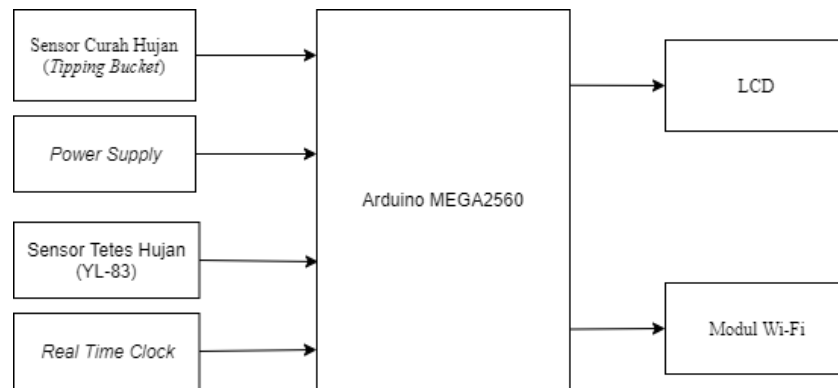 Sensor Curah Hujan
(Tipping Bucket)
Power Supply
Sensor Tetes Hujan
(YL-83)
Real Time Clock
Arduino MEGA2560
LCD
Modul Wi-Fi